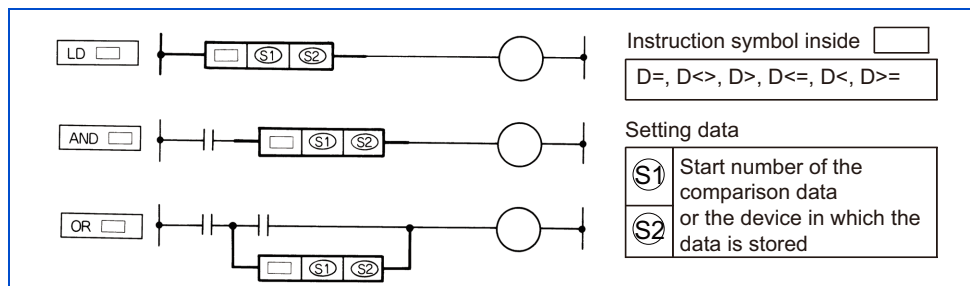 LD
S1 S2
AND
S1 S2
OR
S1 S2
Instruction symbol inside
D=, D<>, D>, D<=, D<, D>=
Setting data
S1
S2
Start number of the
comparison data
or the device in which the
data is stored